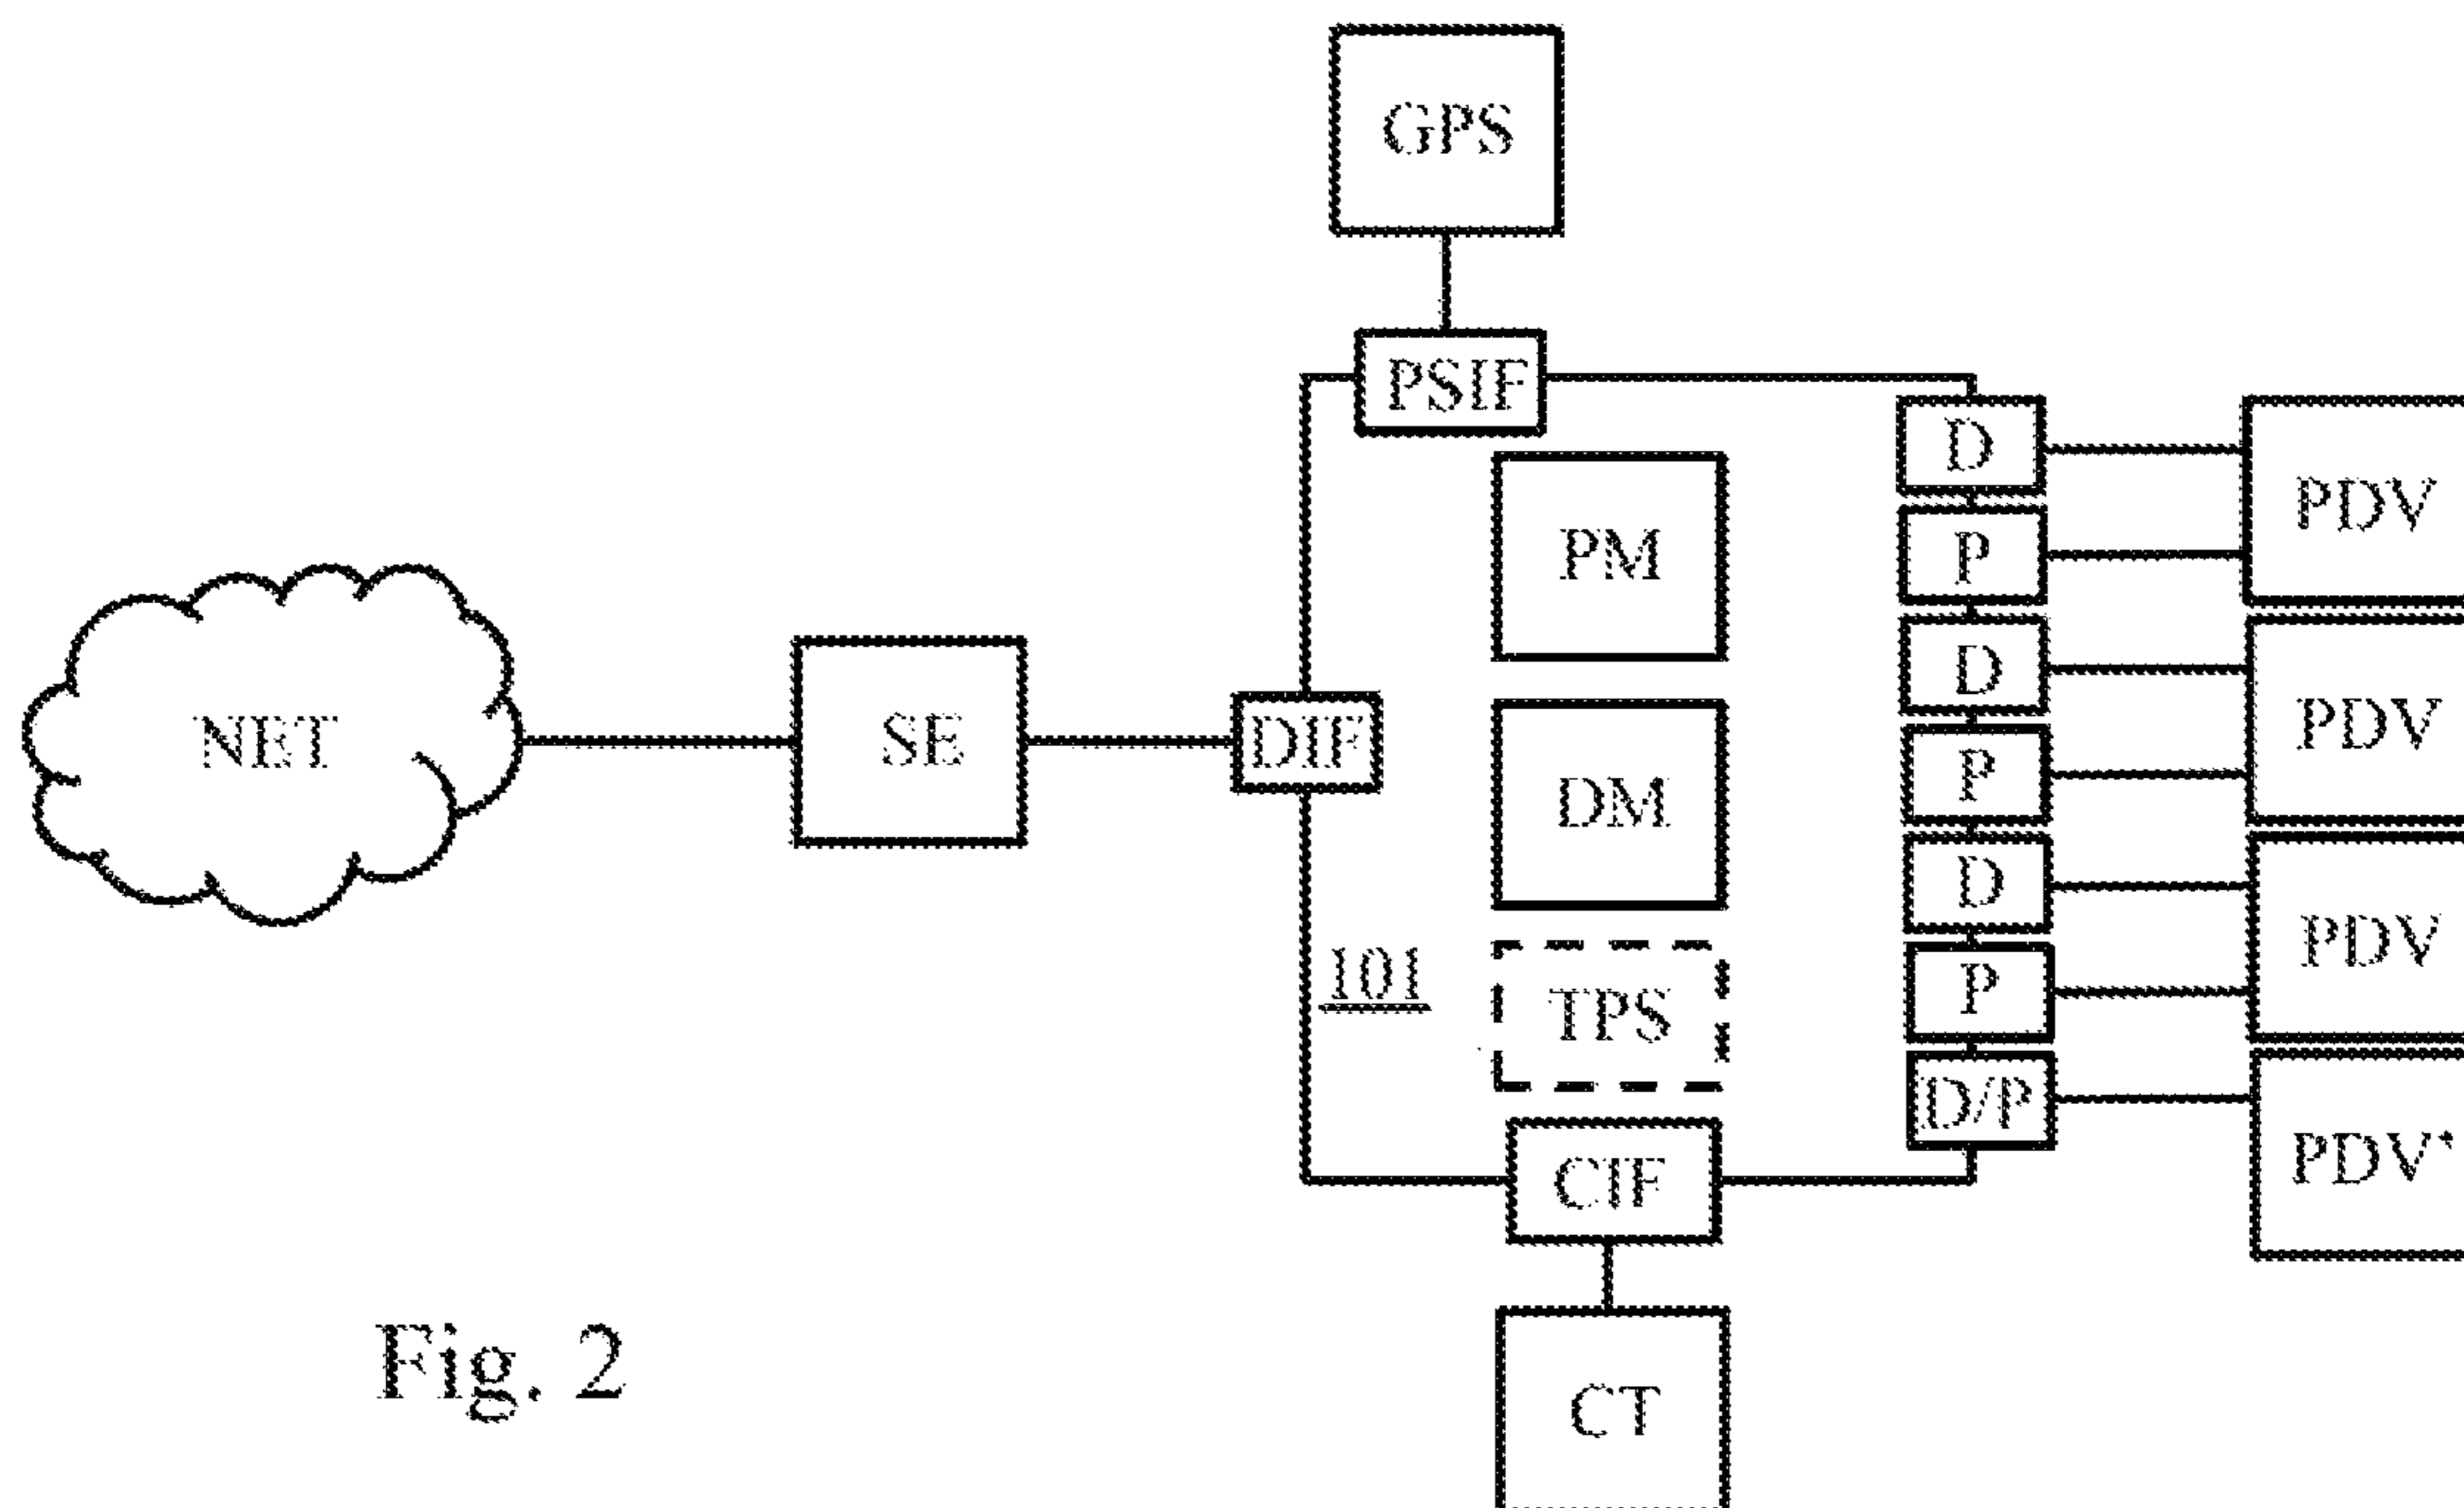 GPS
PSIF
D
PDV
P
PM
D
PDV
NET
SE
DIF
P
DM
D
PDV
101
TPS
P
D/P
PDV*
CIF
CT
Fig. 2